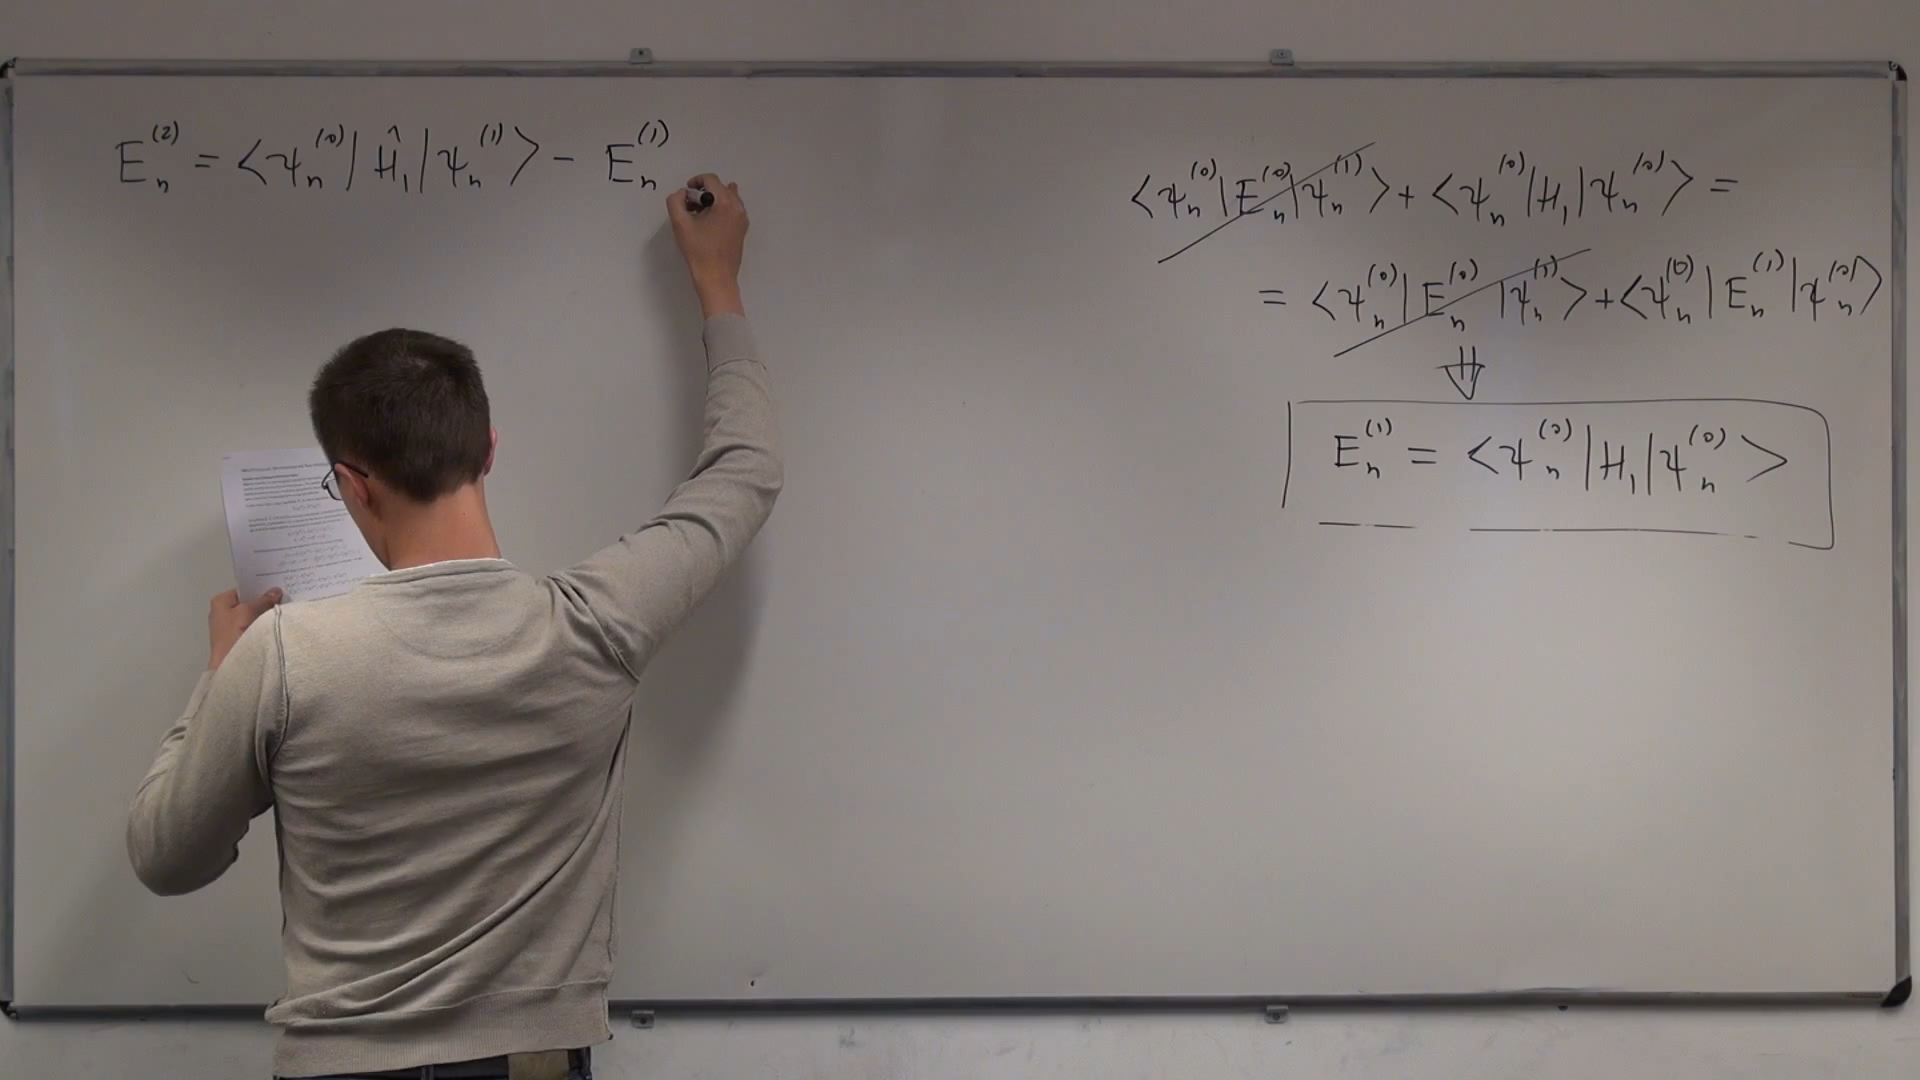 E_n^(2) = ⟨ψ_n^(0)| Ĥ_1 |ψ_n^(1)⟩ − E_n^(1)
⟨ψ_n^(0)|E_n^(0)|ψ_n^(1)⟩ + ⟨ψ_n^(0)|H_1|ψ_n^(0)⟩ =
= ⟨ψ_n^(0)|E_n^(0)|ψ_n^(1)⟩ + ⟨ψ_n^(0)|E_n^(1)|ψ_n^(0)⟩
⇓
E_n^(1) = ⟨ψ_n^(0)|H_1|ψ_n^(0)⟩